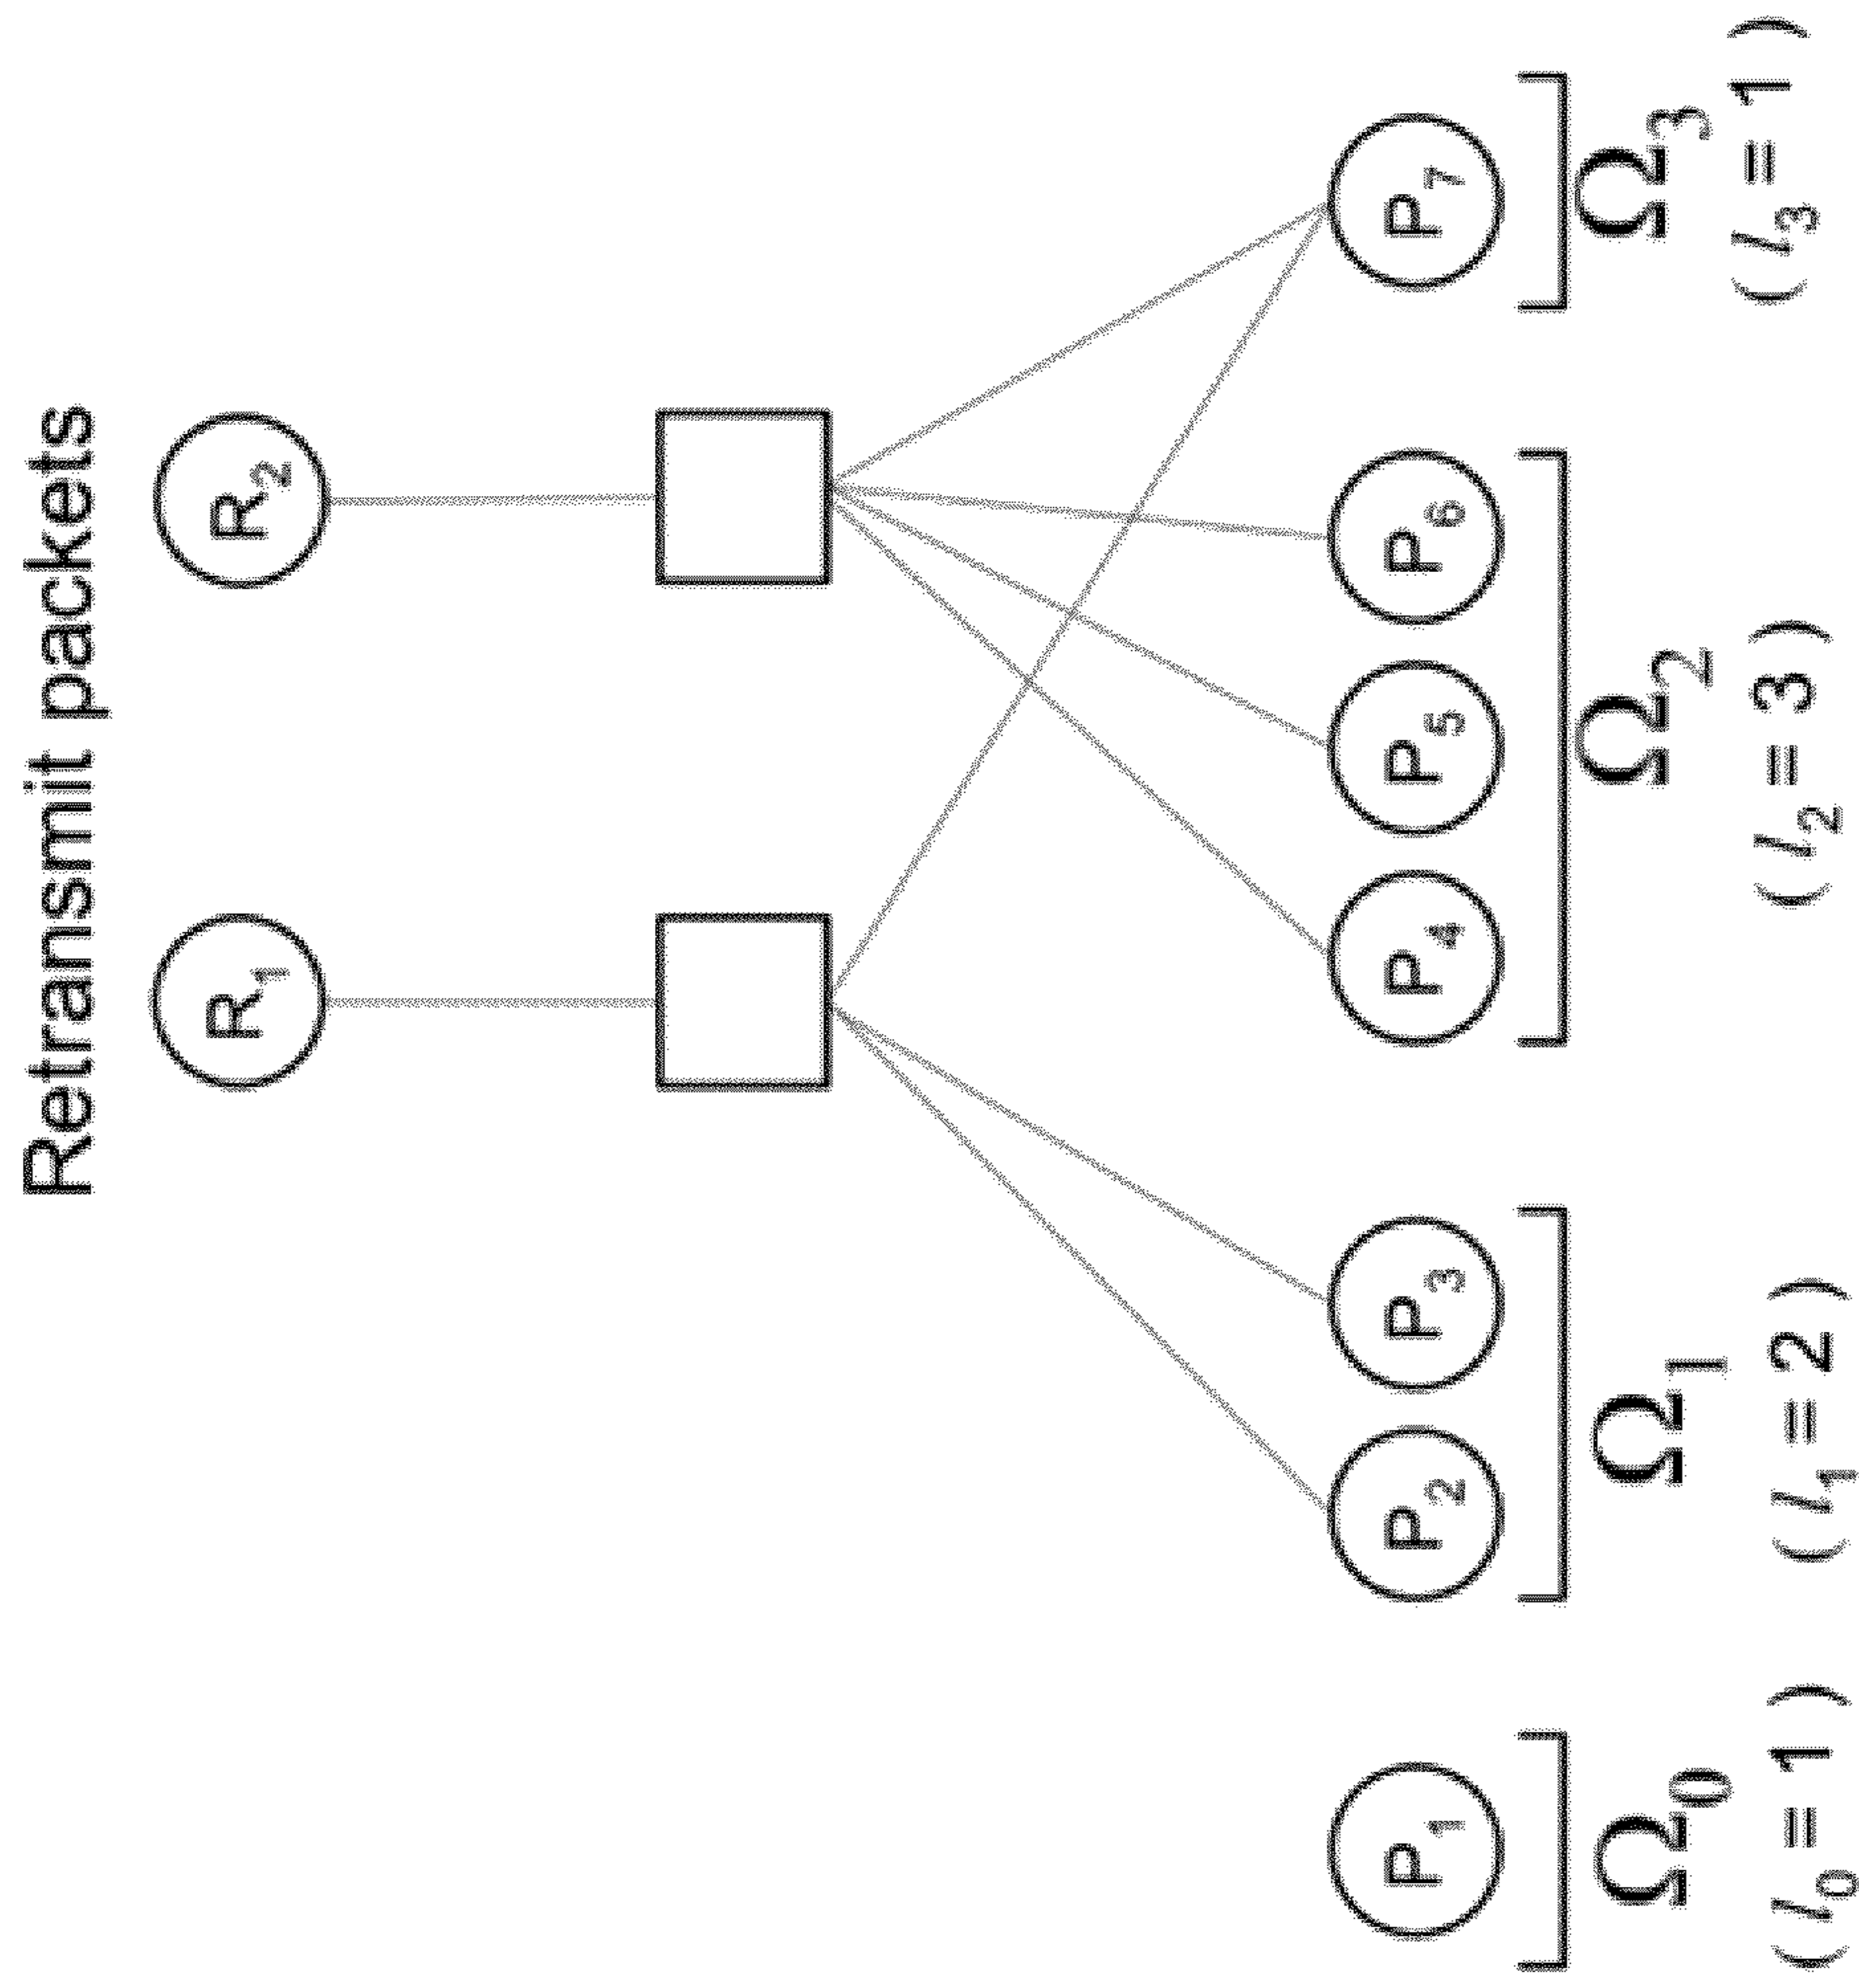 Retransmit packets
R1 R2
P1 P2 P3 P4 P5 P6 P7
Ω0 Ω1 Ω2 Ω3
( l0 = 1 ) ( l1 = 2 ) ( l2 = 3 ) ( l3 = 1 )